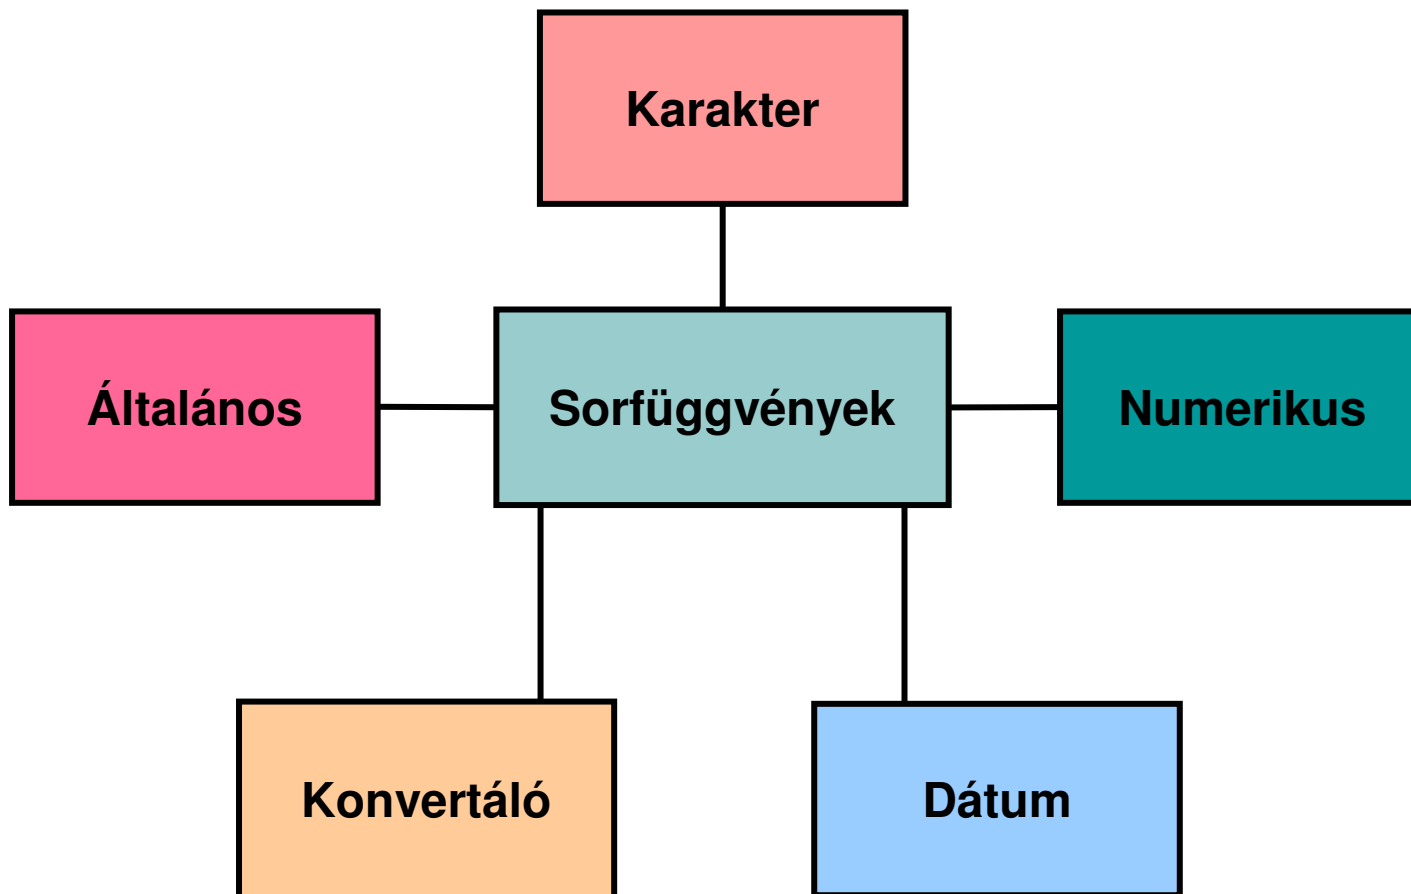 Karakter
Általános
Sorfüggvények
Numerikus
Konvertáló
Dátum